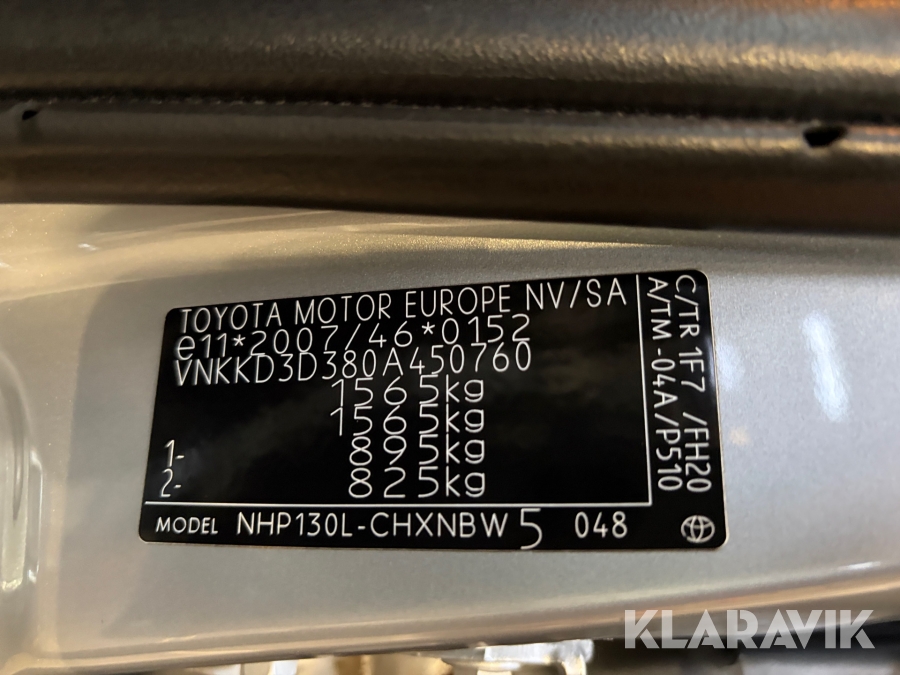 TOYOTA MOTOR EUROPE NV/SA
e11*2007/46*0152
VNKKD3D380A450760
1565kg
1565kg
1- 895kg
2- 825kg
MODEL NHP130L-CHXNBW 5 048
C/TR 1F7 /FH20
A/TM -04A/P510
KLARAVIK